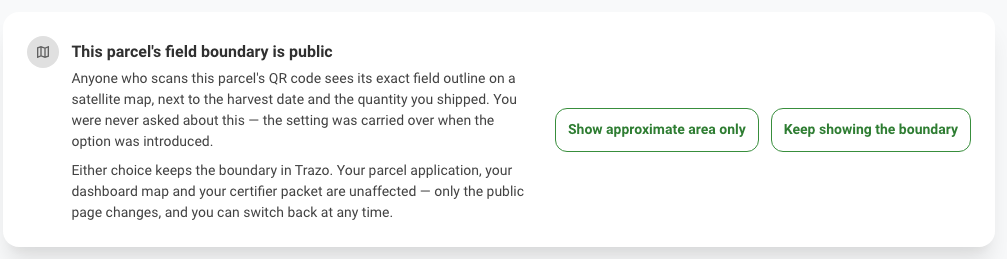 This parcel's field boundary is public
Anyone who scans this parcel's QR code sees its exact field outline on a
satellite map, next to the harvest date and the quantity you shipped. You
were never asked about this — the setting was carried over when the
option was introduced.
Either choice keeps the boundary in Trazo. Your parcel application, your
dashboard map and your certifier packet are unaffected — only the public
page changes, and you can switch back at any time.
Show approximate area only
Keep showing the boundary